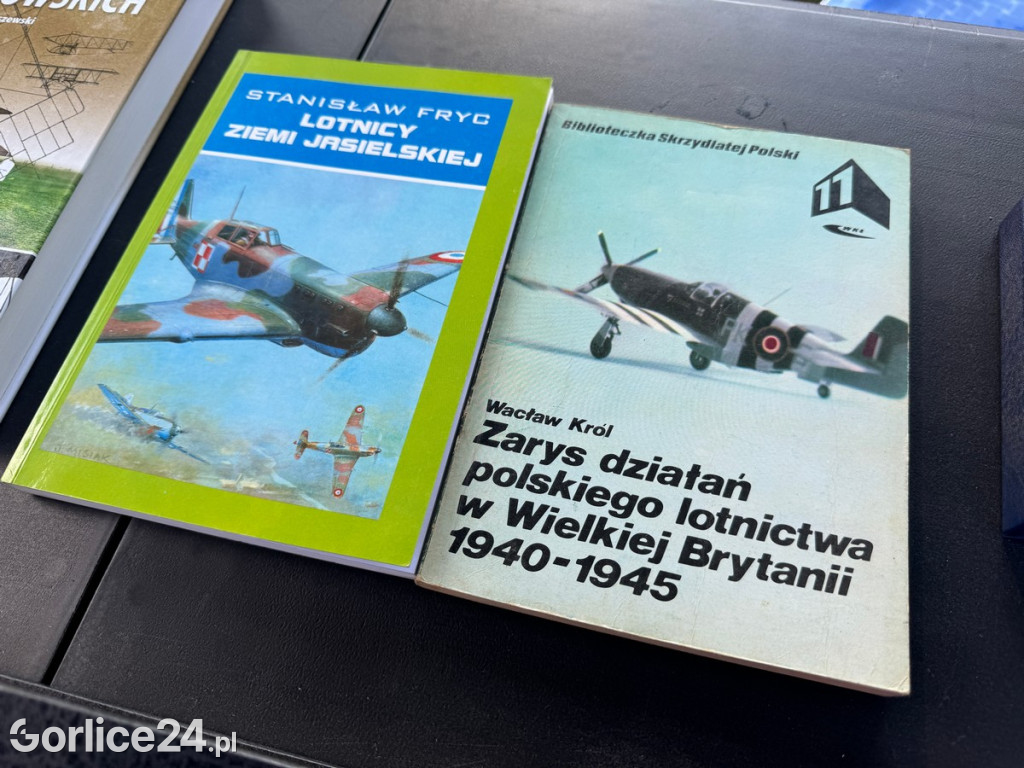 STANISŁAW FRYC
LOTNICY
ZIEMI JASIELSKIEJ
Biblioteczka Skrzydlatej Polski
11
WKŁ
Wacław Król
Zarys działań
polskiego lotnictwa
w Wielkiej Brytanii
1940-1945
Gorlice24.pl